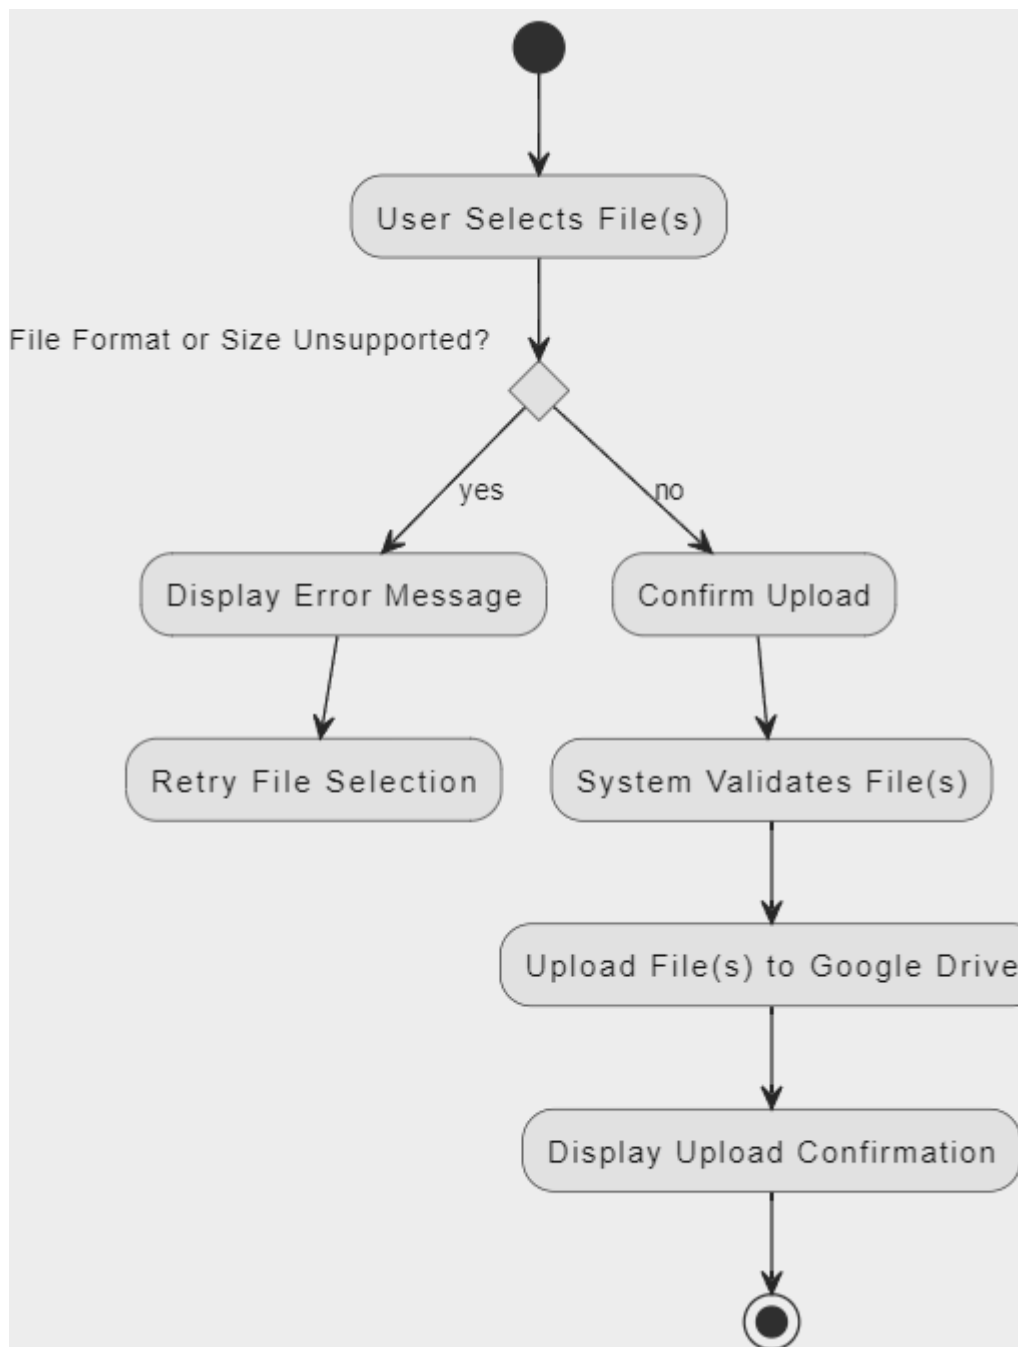 User Selects File(s)
File Format or Size Unsupported?
yes
no
Display Error Message
Confirm Upload
Retry File Selection
System Validates File(s)
Upload File(s) to Google Drive
Display Upload Confirmation